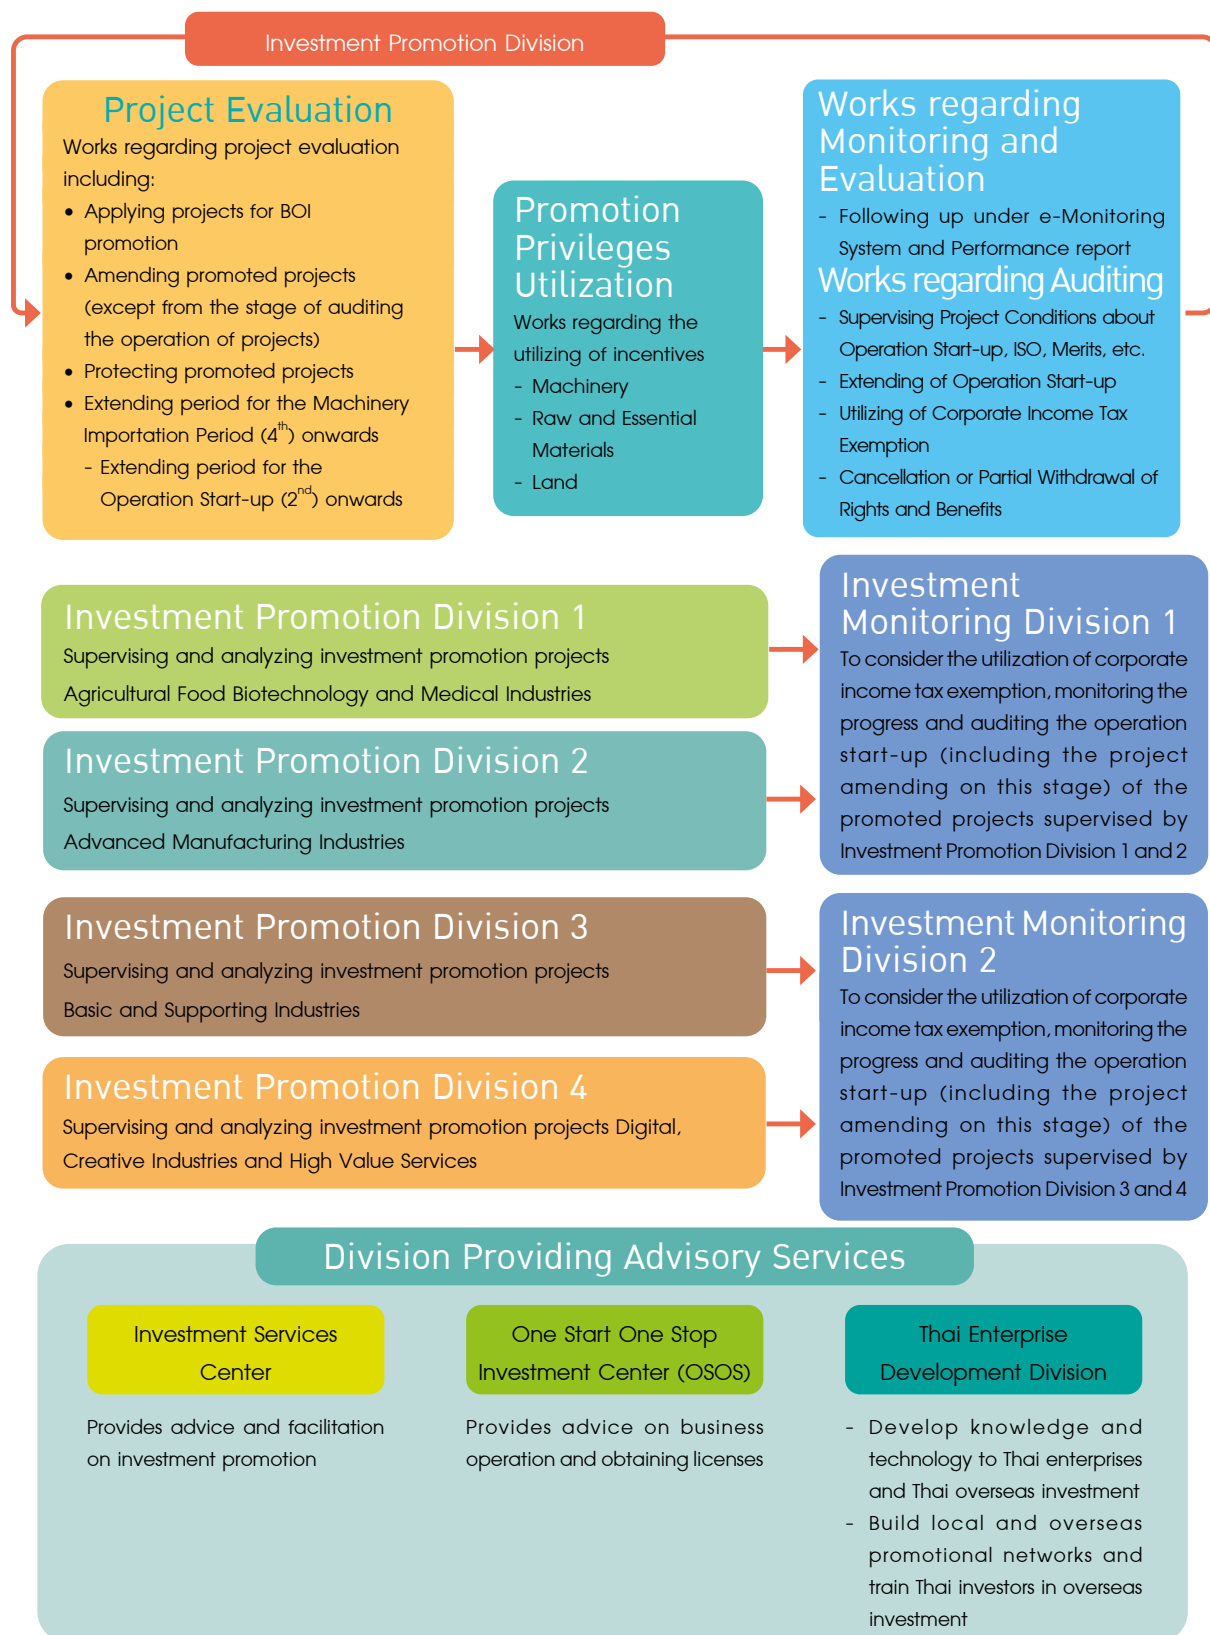 Investment Promotion Division
Project Evaluation
Works regarding project evaluation
including:
• Applying projects for BOI
promotion
• Amending promoted projects
(except from the stage of auditing
the operation of projects)
• Protecting promoted projects
• Extending period for the Machinery
Importation Period (4th) onwards
- Extending period for the
Operation Start-up (2nd) onwards
Promotion
Privileges
Utilization
Works regarding the
utilizing of incentives
- Machinery
- Raw and Essential
Materials
- Land
Works regarding
Monitoring and
Evaluation
- Following up under e-Monitoring
System and Performance report
Works regarding Auditing
- Supervising Project Conditions about
Operation Start-up, ISO, Merits, etc.
- Extending of Operation Start-up
- Utilizing of Corporate Income Tax
Exemption
- Cancellation or Partial Withdrawal of
Rights and Benefits
Investment Promotion Division 1
Supervising and analyzing investment promotion projects
Agricultural Food Biotechnology and Medical Industries
Investment Promotion Division 2
Supervising and analyzing investment promotion projects
Advanced Manufacturing Industries
Investment
Monitoring Division 1
To consider the utilization of corporate
income tax exemption, monitoring the
progress and auditing the operation
start-up (including the project
amending on this stage) of the
promoted projects supervised by
Investment Promotion Division 1 and 2
Investment Promotion Division 3
Supervising and analyzing investment promotion projects
Basic and Supporting Industries
Investment Promotion Division 4
Supervising and analyzing investment promotion projects Digital,
Creative Industries and High Value Services
Investment Monitoring
Division 2
To consider the utilization of corporate
income tax exemption, monitoring the
progress and auditing the operation
start-up (including the project
amending on this stage) of the
promoted projects supervised by
Investment Promotion Division 3 and 4
Division Providing Advisory Services
Investment Services
Center
Provides advice and facilitation
on investment promotion
One Start One Stop
Investment Center (OSOS)
Provides advice on business
operation and obtaining licenses
Thai Enterprise
Development Division
- Develop knowledge and
technology to Thai enterprises
and Thai overseas investment
- Build local and overseas
promotional networks and
train Thai investors in overseas
investment